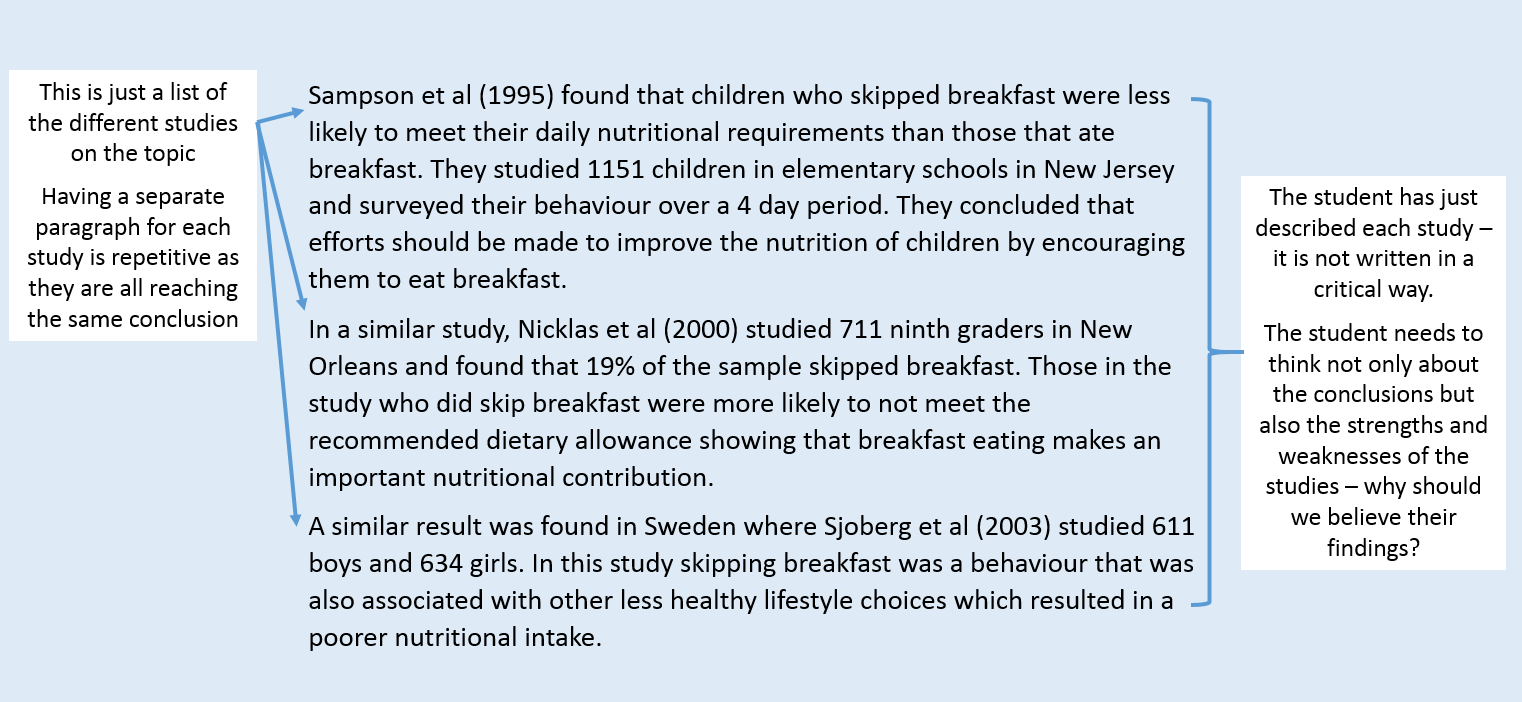 This is just a list of
the different studies
on the topic
Having a separate
paragraph for each
study is repetitive as
they are all reaching
the same conclusion
Sampson et al (1995) found that children who skipped breakfast were less
likely to meet their daily nutritional requirements than those that ate
breakfast. They studied 1151 children in elementary schools in New Jersey
and surveyed their behaviour over a 4 day period. They concluded that
efforts should be made to improve the nutrition of children by encouraging
them to eat breakfast.
In a similar study, Nicklas et al (2000) studied 711 ninth graders in New
Orleans and found that 19% of the sample skipped breakfast. Those in the
study who did skip breakfast were more likely to not meet the
recommended dietary allowance showing that breakfast eating makes an
important nutritional contribution.
A similar result was found in Sweden where Sjoberg et al (2003) studied 611
boys and 634 girls. In this study skipping breakfast was a behaviour that was
also associated with other less healthy lifestyle choices which resulted in a
poorer nutritional intake.
The student has just
described each study –
it is not written in a
critical way.
The student needs to
think not only about
the conclusions but
also the strengths and
weaknesses of the
studies – why should
we believe their
findings?